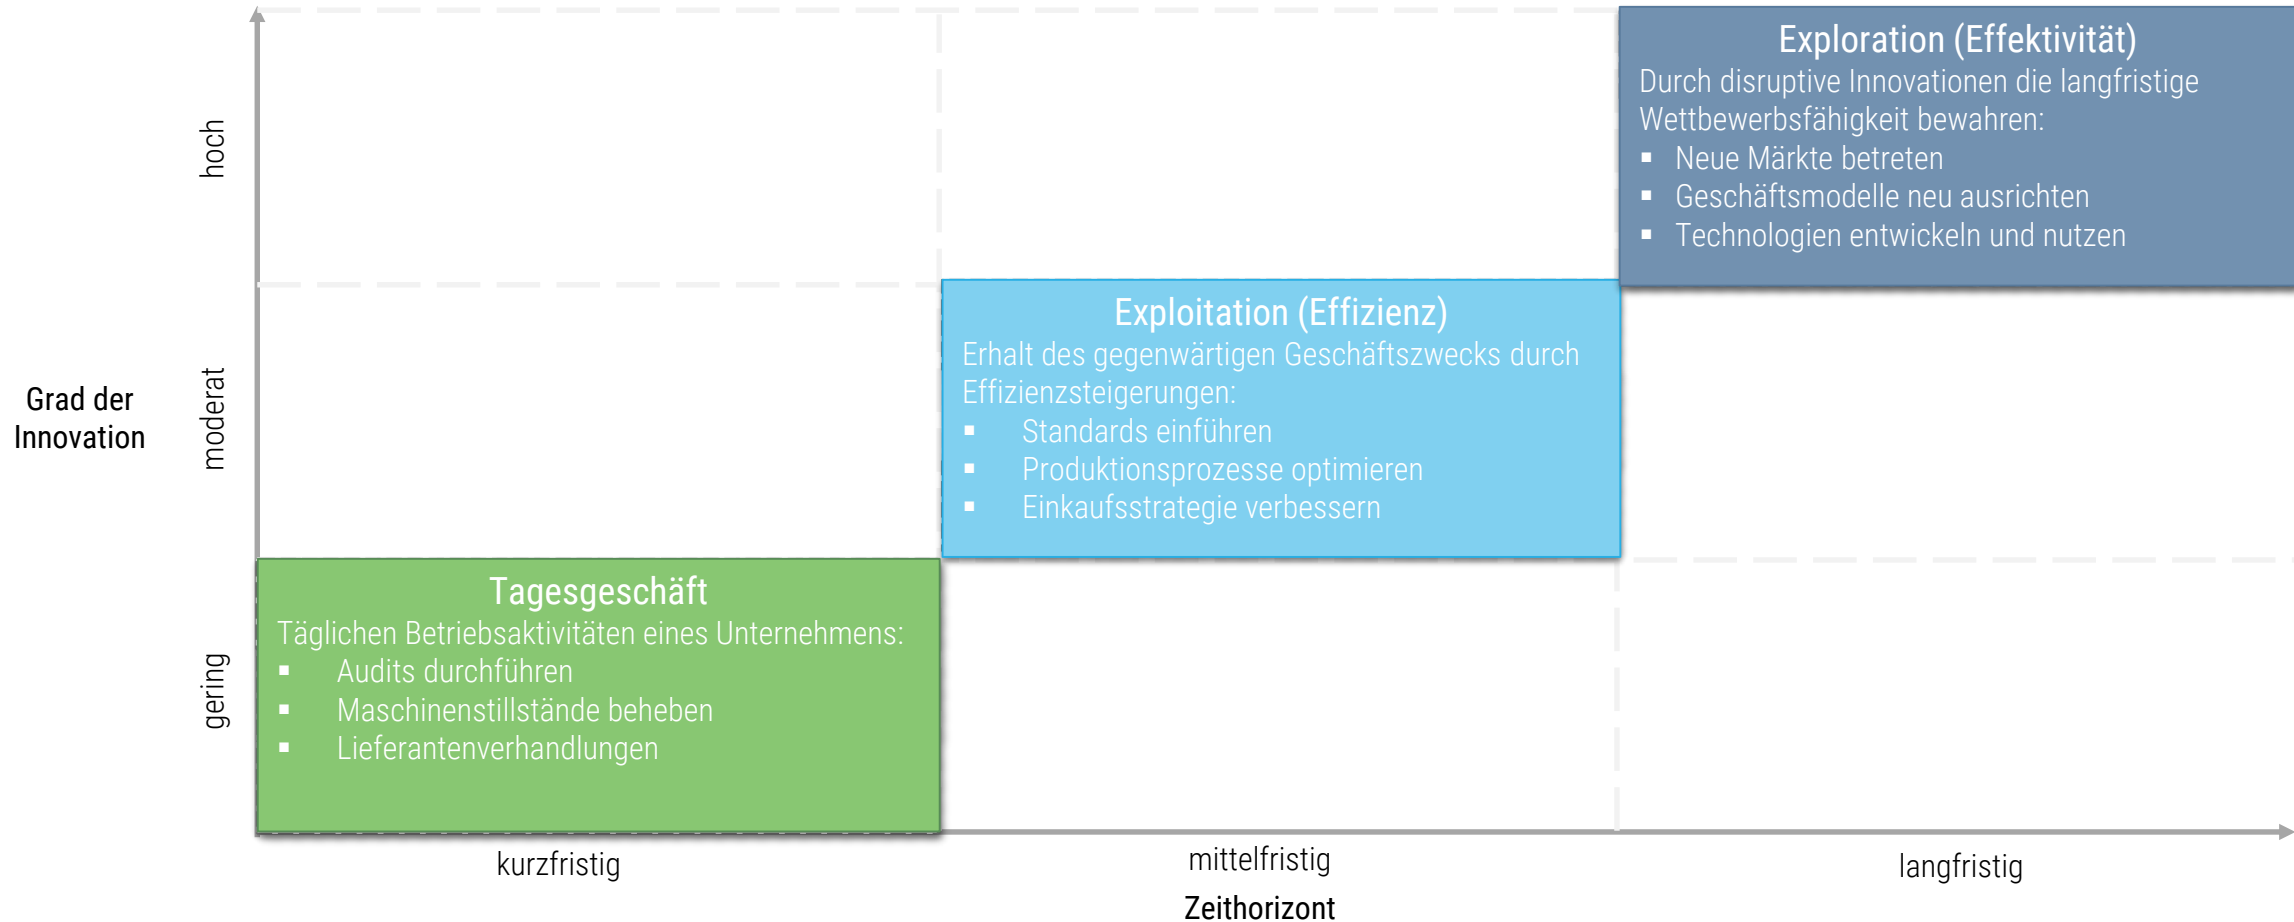 Exploration (Effektivität)
Durch disruptive Innovationen die langfristige
Wettbewerbsfähigkeit bewahren:
▪ Neue Märkte betreten
▪ Geschäftsmodelle neu ausrichten
▪ Technologien entwickeln und nutzen
hoch
Exploitation (Effizienz)
Erhalt des gegenwärtigen Geschäftszwecks durch
Effizienzsteigerungen:
▪ Standards einführen
▪ Produktionsprozesse optimieren
▪ Einkaufsstrategie verbessern
Grad der
Innovation
moderat
Tagesgeschäft
Täglichen Betriebsaktivitäten eines Unternehmens:
▪ Audits durchführen
▪ Maschinenstillstände beheben
▪ Lieferantenverhandlungen
gering
kurzfristig
mittelfristig
langfristig
Zeithorizont